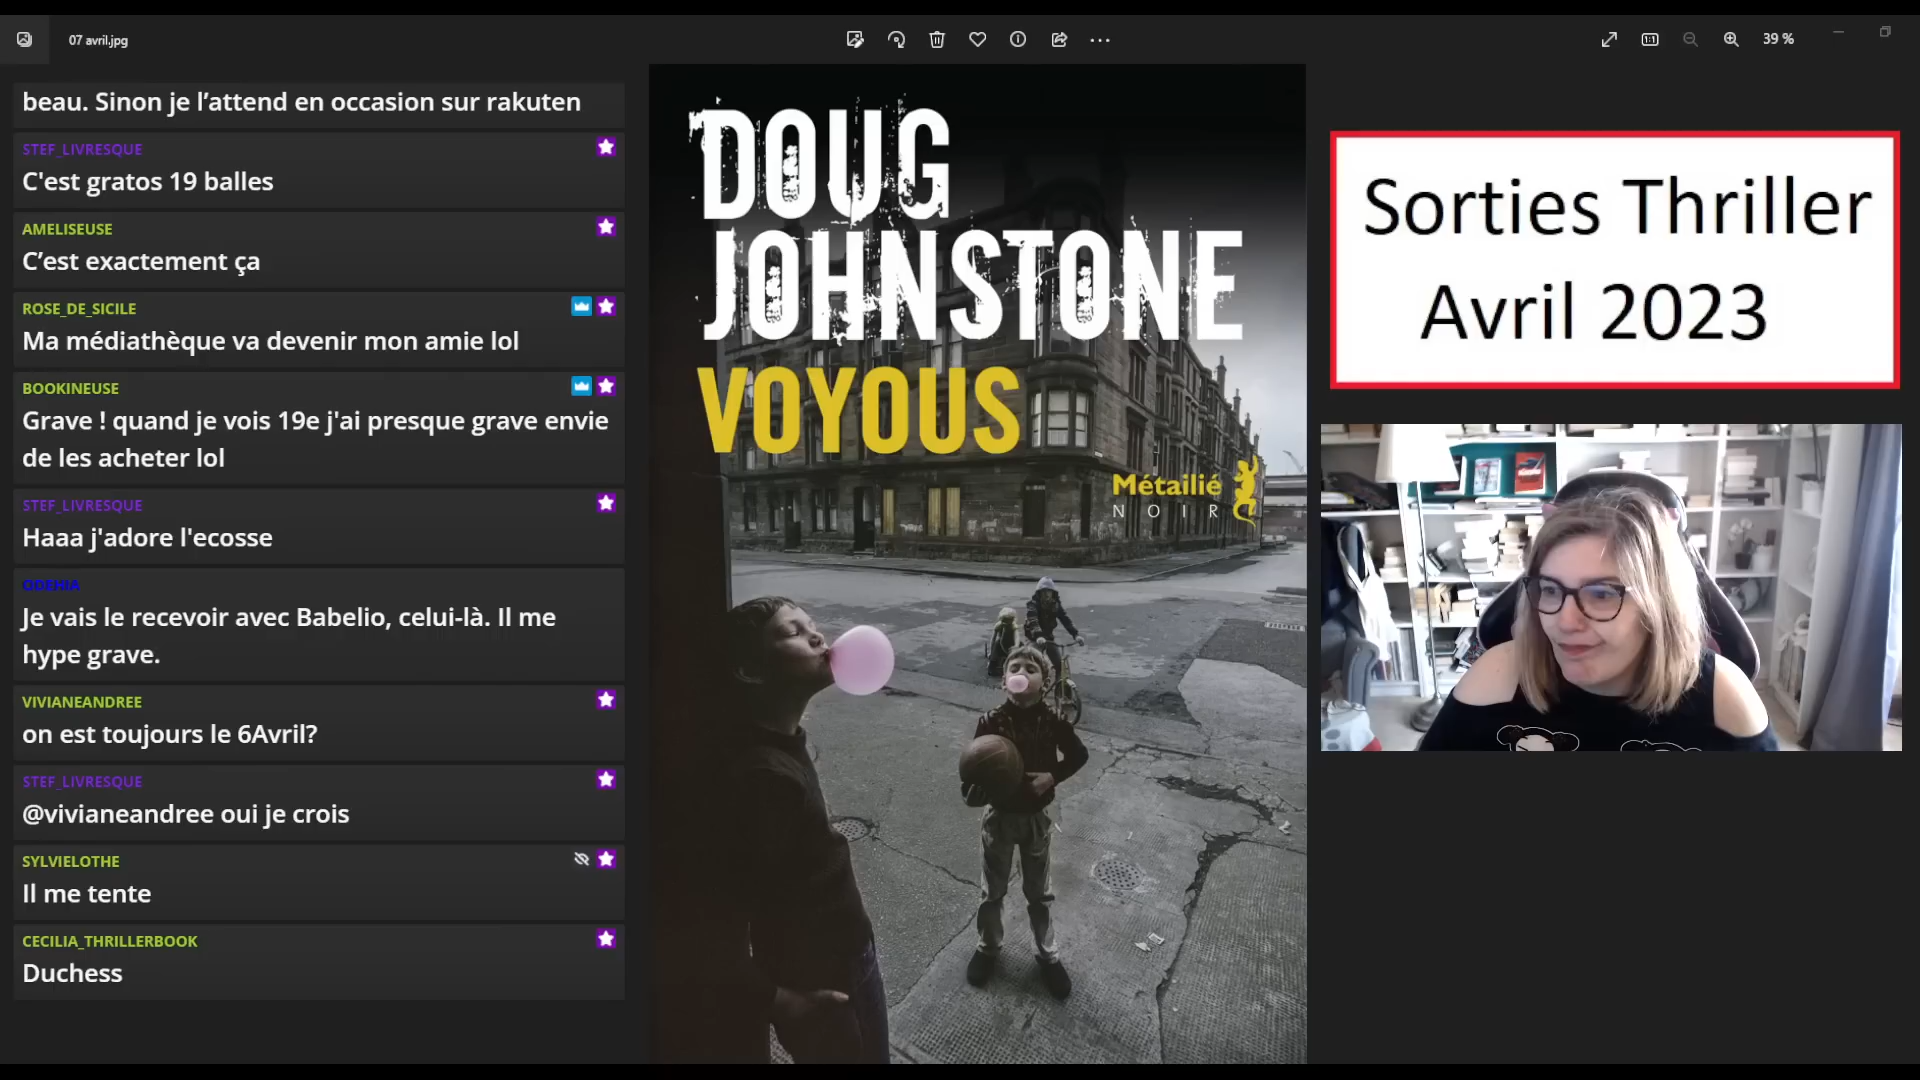 07 avril.jpg
39 %
beau. Sinon je l’attend en occasion sur rakuten
STEF_LIVRESQUE
C'est gratos 19 balles
AMELISEUSE
C’est exactement ça
ROSE_DE_SICILE
Ma médiathèque va devenir mon amie lol
BOOKINEUSE
Grave ! quand je vois 19e j'ai presque grave envie
de les acheter lol
STEF_LIVRESQUE
Haaa j'adore l'ecosse
ODEHIA
Je vais le recevoir avec Babelio, celui-là. Il me
hype grave.
VIVIANEANDREE
on est toujours le 6Avril?
STEF_LIVRESQUE
@vivianeandree oui je crois
SYLVIELOTHE
Il me tente
CECILIA_THRILLERBOOK
Duchess
DOUG
JOHNSTONE
VOYOUS
Métailié
NOIR
Sorties Thriller
Avril 2023